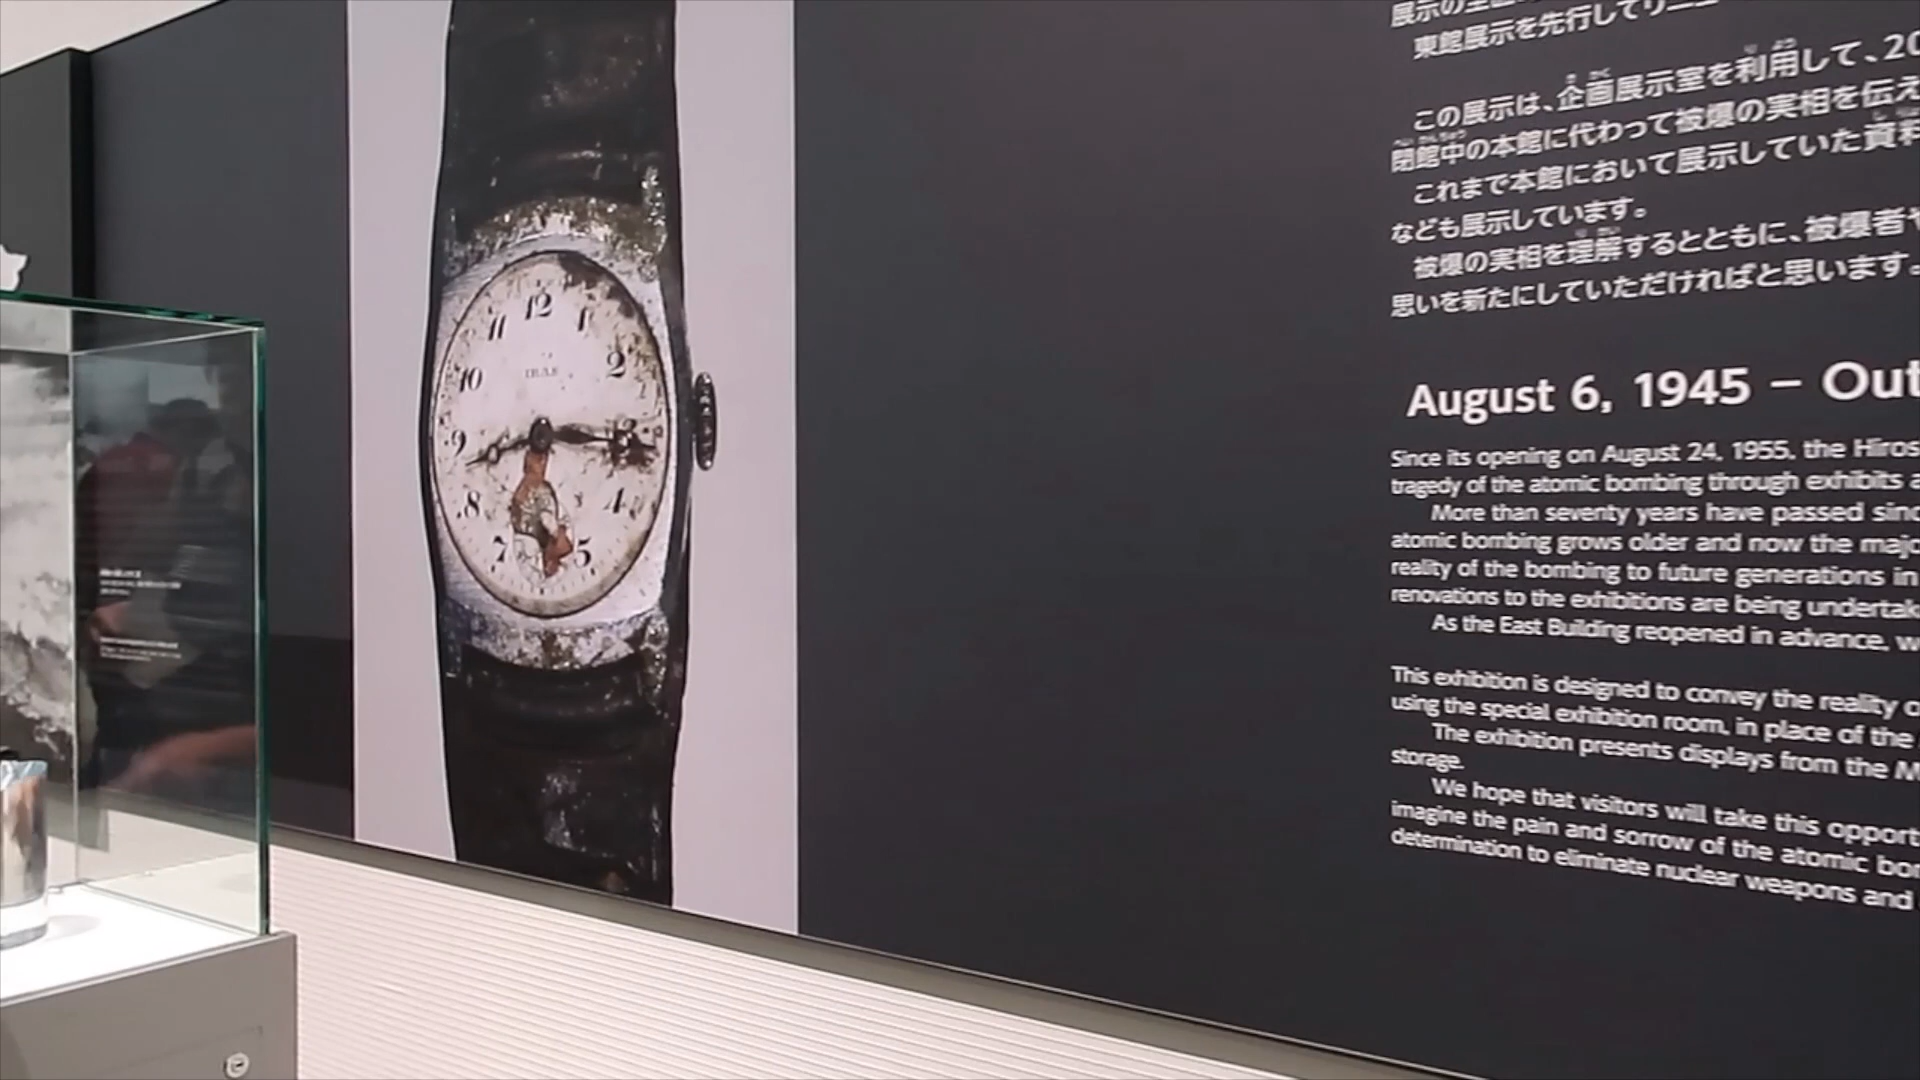 12
11
1
10
2
9
8
4
7
5
東館展示を先行してリニュ
この展示は、企画展示室を利用して、20
閉館中の本館に代わって被爆の実相を伝え
これまで本館において展示していた資料
なども展示しています。
被爆の実相を理解するとともに、被爆者や
思いを新たにしていただければと思います。
August 6, 1945 – Out
Since its opening on August 24, 1955, the Hiros
tragedy of the atomic bombing through exhibits a
More than seventy years have passed sinc
atomic bombing grows older and now the majo
reality of the bombing to future generations in
renovations to the exhibitions are being undertak
As the East Building reopened in advance, w
This exhibition is designed to convey the reality o
using the special exhibition room, in place of the
The exhibition presents displays from the M
storage.
We hope that visitors will take this opport
imagine the pain and sorrow of the atomic bor
determination to eliminate nuclear weapons and